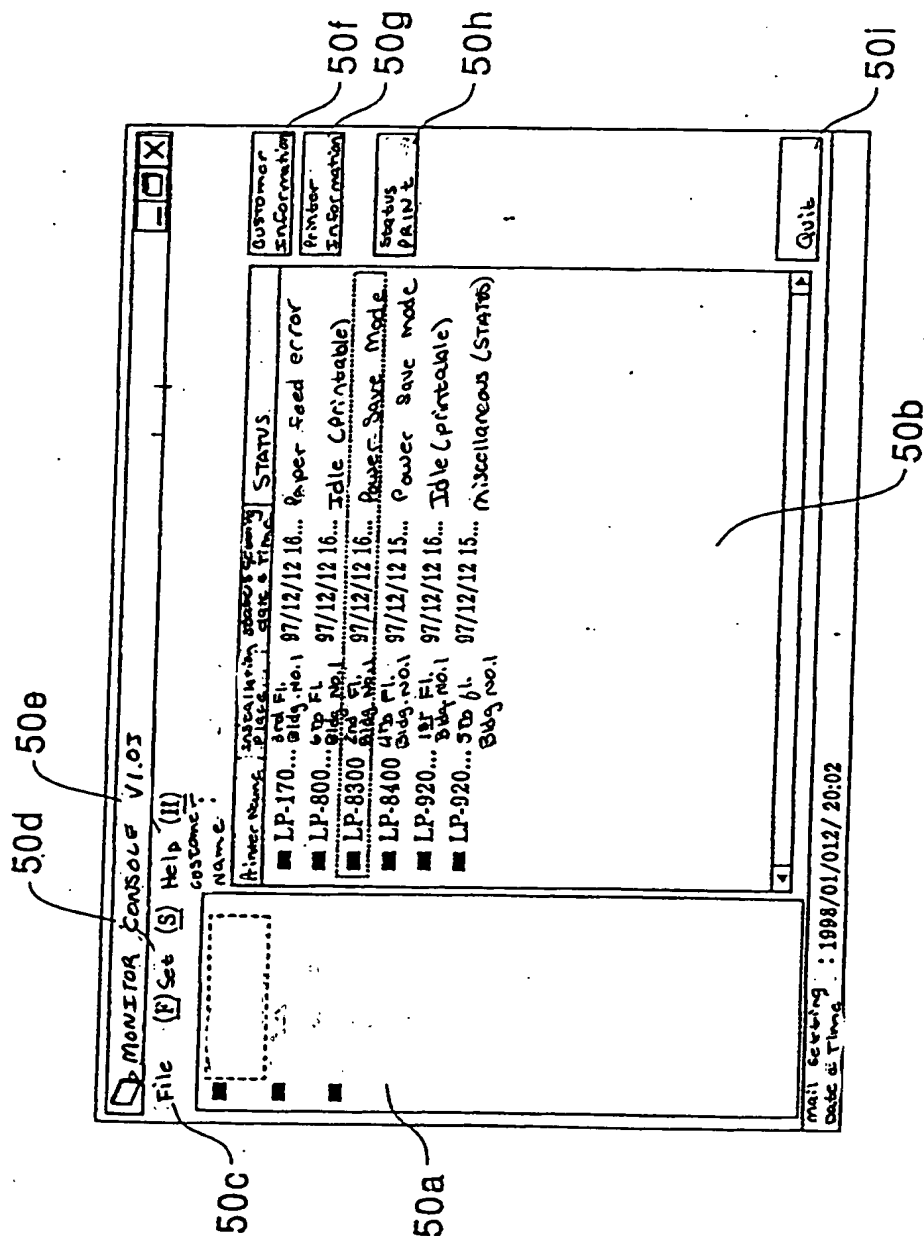 50d
50e
MONITOR CONSOLE V1.03
50c
File (F) Set (S) Help (H)
customer
Name:
Printer Name Installation Place status getting date & Time STATUS
LP-170... 3rd Fl. Bldg. No.1 97/12/12 16... Paper feed error
LP-800... 6th Fl. Bldg. No.1 97/12/12 16... Idle (Printable)
LP-8300 2nd Fl. Bldg. No.1 97/12/12 16... Power Save Mode
LP-8400 4th Fl. Bldg. No.1 97/12/12 15... Power Save mode
LP-920... 1st Fl. Bldg No.1 97/12/12 16... Idle (printable)
LP-920... 5th fl. Bldg No.1 97/12/12 15... miscellaneous (STATUS)
Customer
Information
50f
Printer
Information
50g
Status
PRINT
50h
Quit
50i
50a
50b
Mail Getting
Date & Time : 1998/01/012/ 20:02